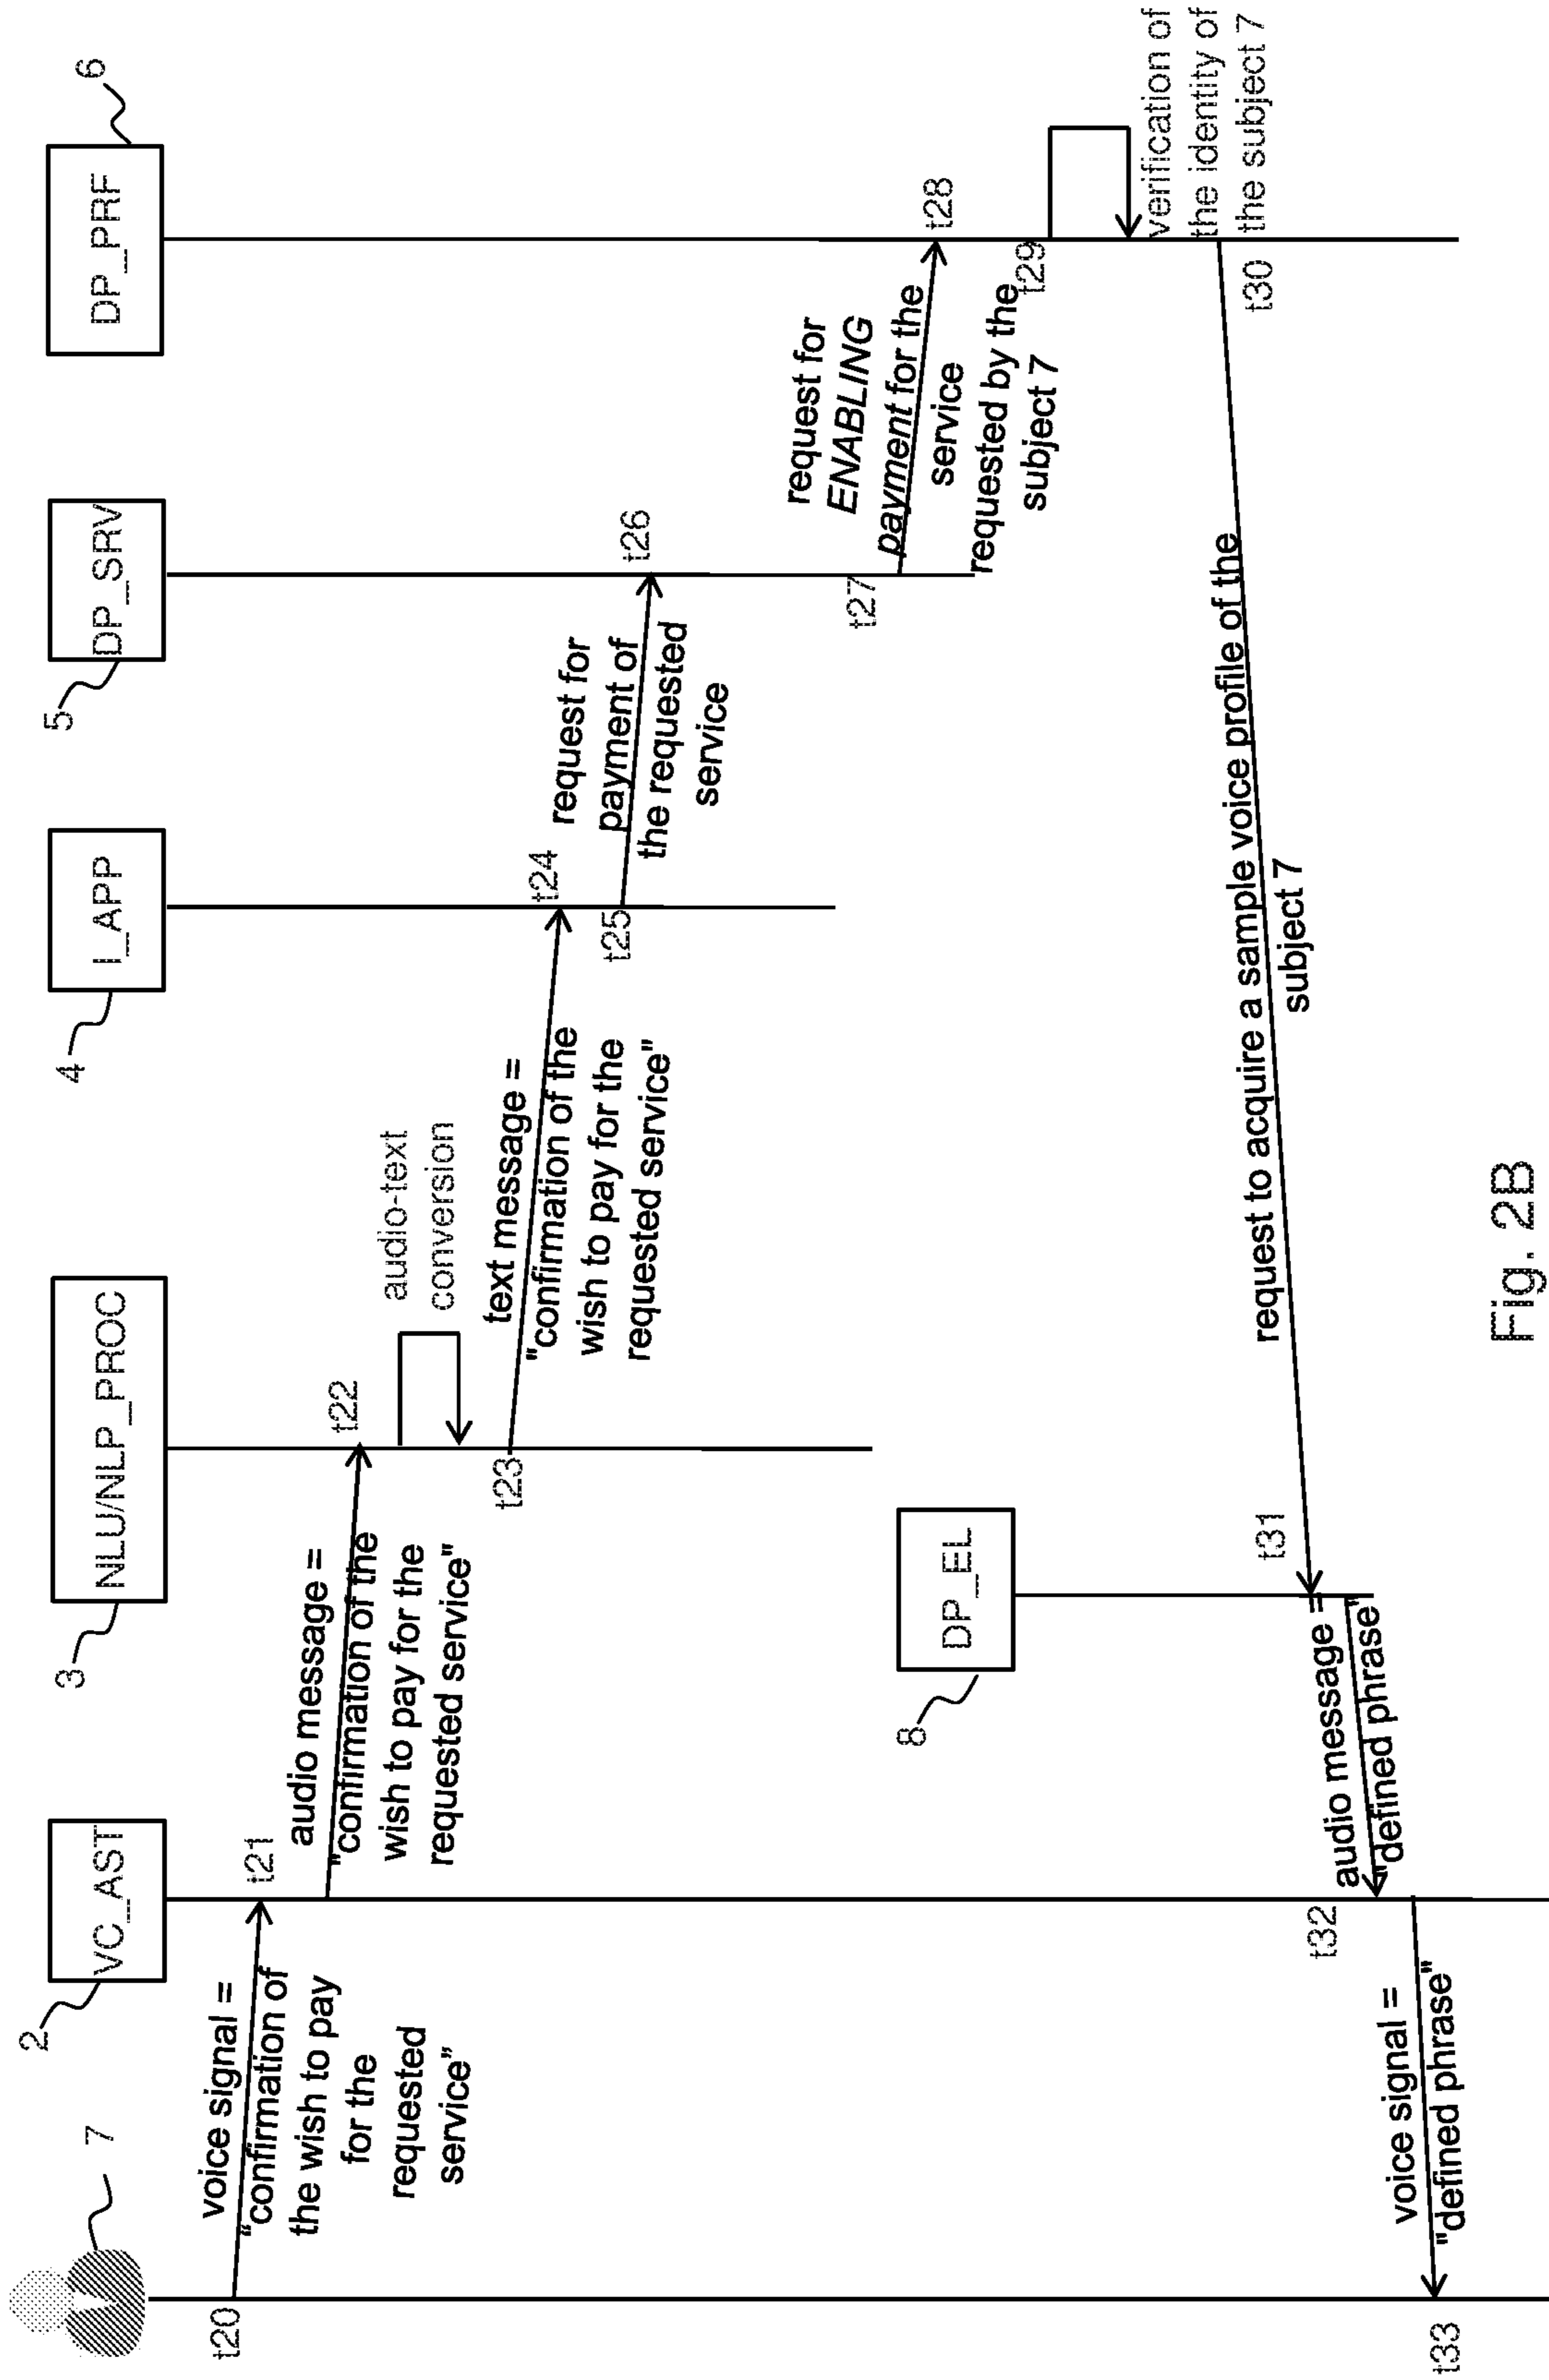 7
2
VC_AST
3
NLU/NLP_PROC
4
I_APP
5
DP_SRV
6
DP_PRF
t20
voice signal =
"confirmation of
the wish to pay
for the
requested
service"
t21
audio message =
"confirmation of the
wish to pay for the
requested service"
t22
audio-text
conversion
t23
text message =
"confirmation of the
wish to pay for the
requested service"
t24
t25
request for
payment of
the requested
service
t26
t27
request for
ENABLING
payment for the
service
requested by the
subject 7
t28
t29
verification of
the identity of
the subject 7
t30
request to acquire a sample voice profile of the
subject 7
8
DP_EL
t31
audio message =
"defined phrase"
t32
voice signal =
"defined phrase"
t33
Fig. 2B